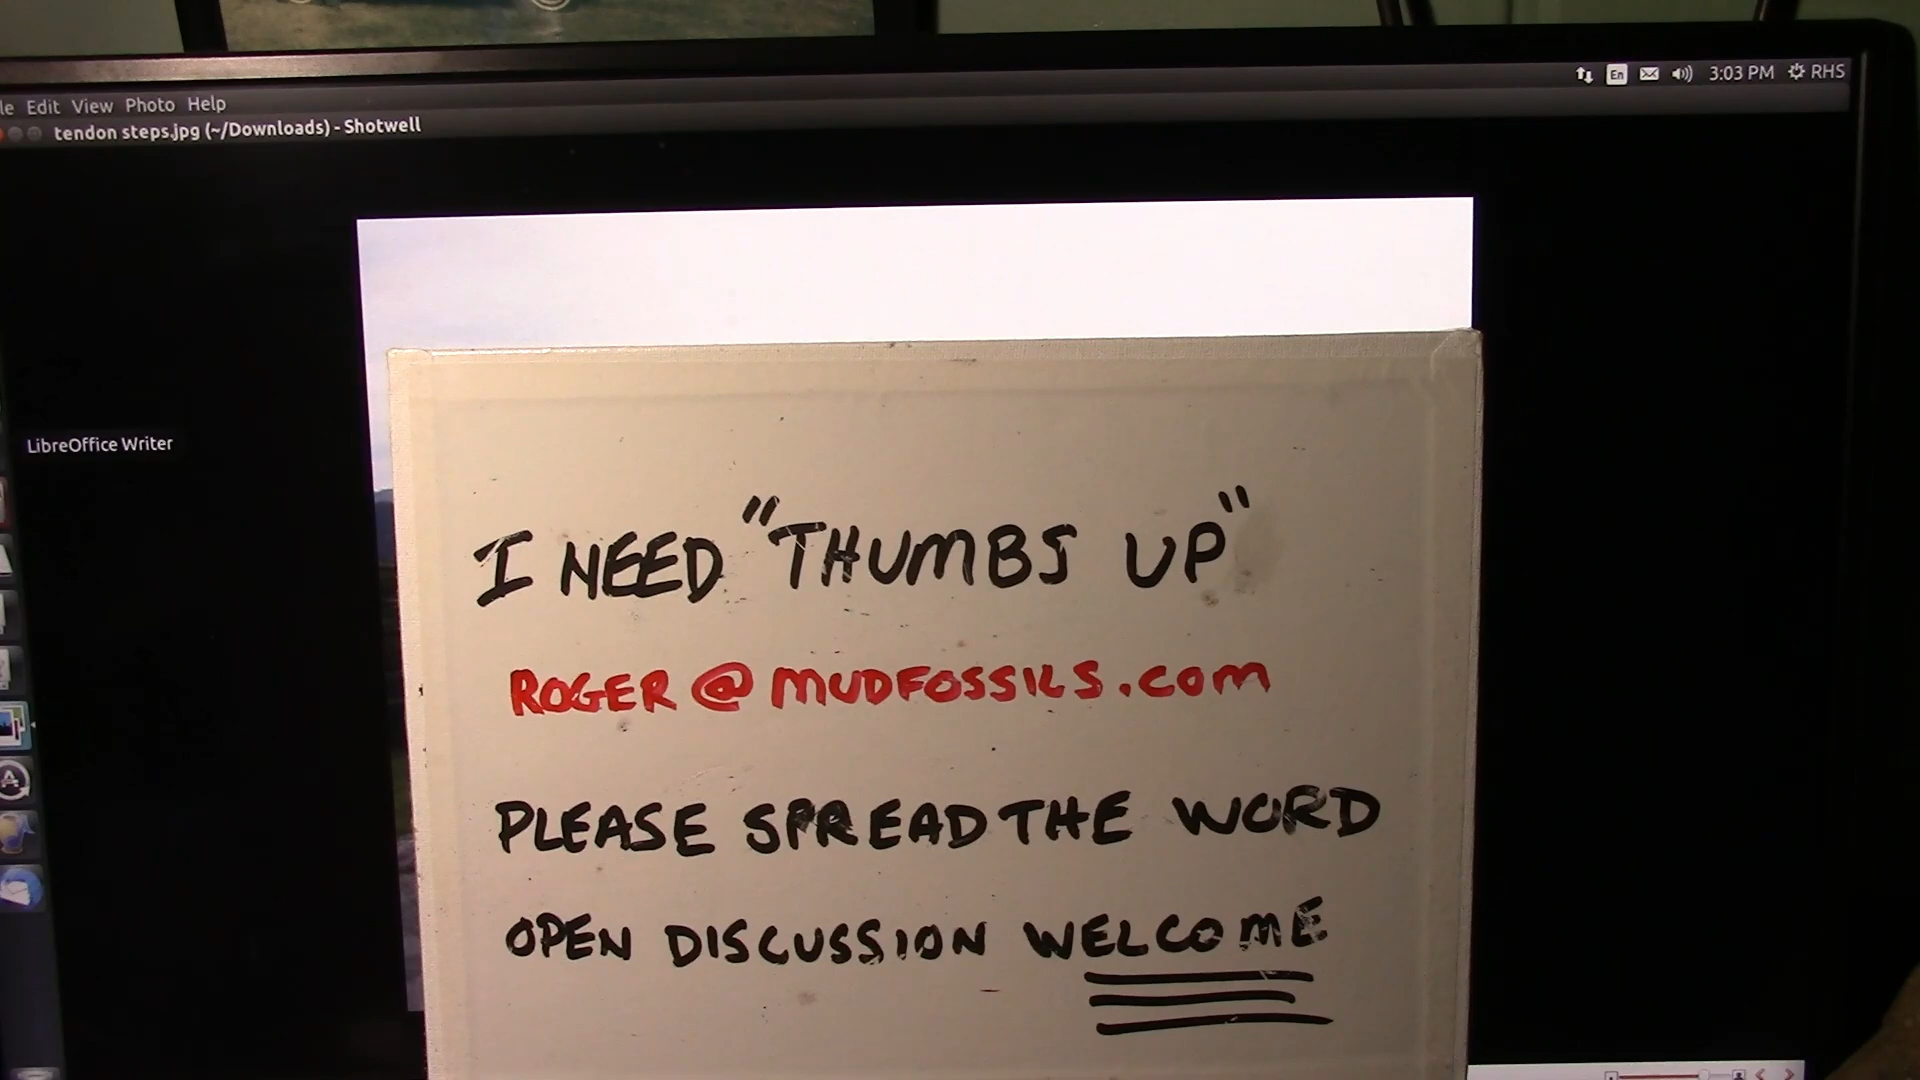 En 3:03 PM RHS
le Edit View Photo Help
tendon steps.jpg (~/Downloads) - Shotwell
LibreOffice Writer
I NEED "THUMBS UP"
ROGER@MUDFOSSILS.COM
PLEASE SPREAD THE WORD
OPEN DISCUSSION WELCOME